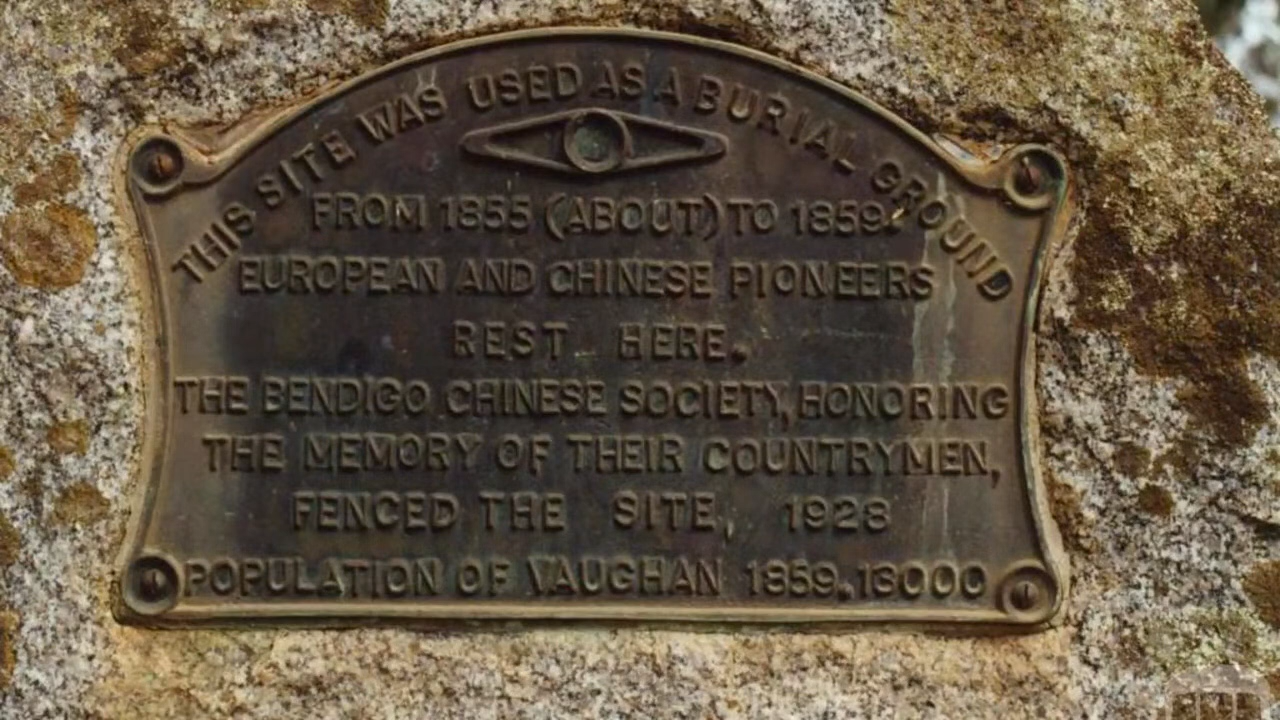 THIS SITE WAS USED AS A BURIAL GROUND
FROM 1855 (ABOUT) TO 1859.
EUROPEAN AND CHINESE PIONEERS
REST HERE.
THE BENDIGO CHINESE SOCIETY, HONORING
THE MEMORY OF THEIR COUNTRYMEN,
FENCED THE SITE, 1928
POPULATION OF VAUGHAN 1859.13000